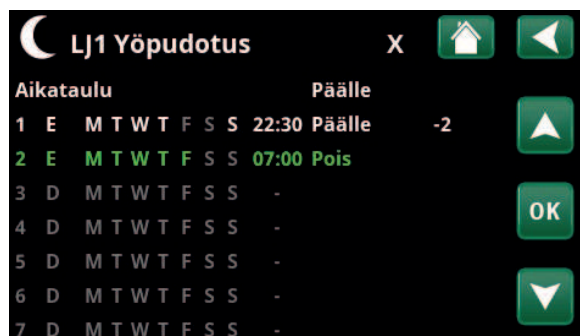 LJ1 Yöpudotus X
Aikataulu Päälle
1 E M T W T F S S 22:30 Päälle -2
2 E M T W T F S S 07:00 Pois
3 D M T W T F S S -
4 D M T W T F S S -
OK
5 D M T W T F S S -
6 D M T W T F S S -
7 D M T W T F S S -